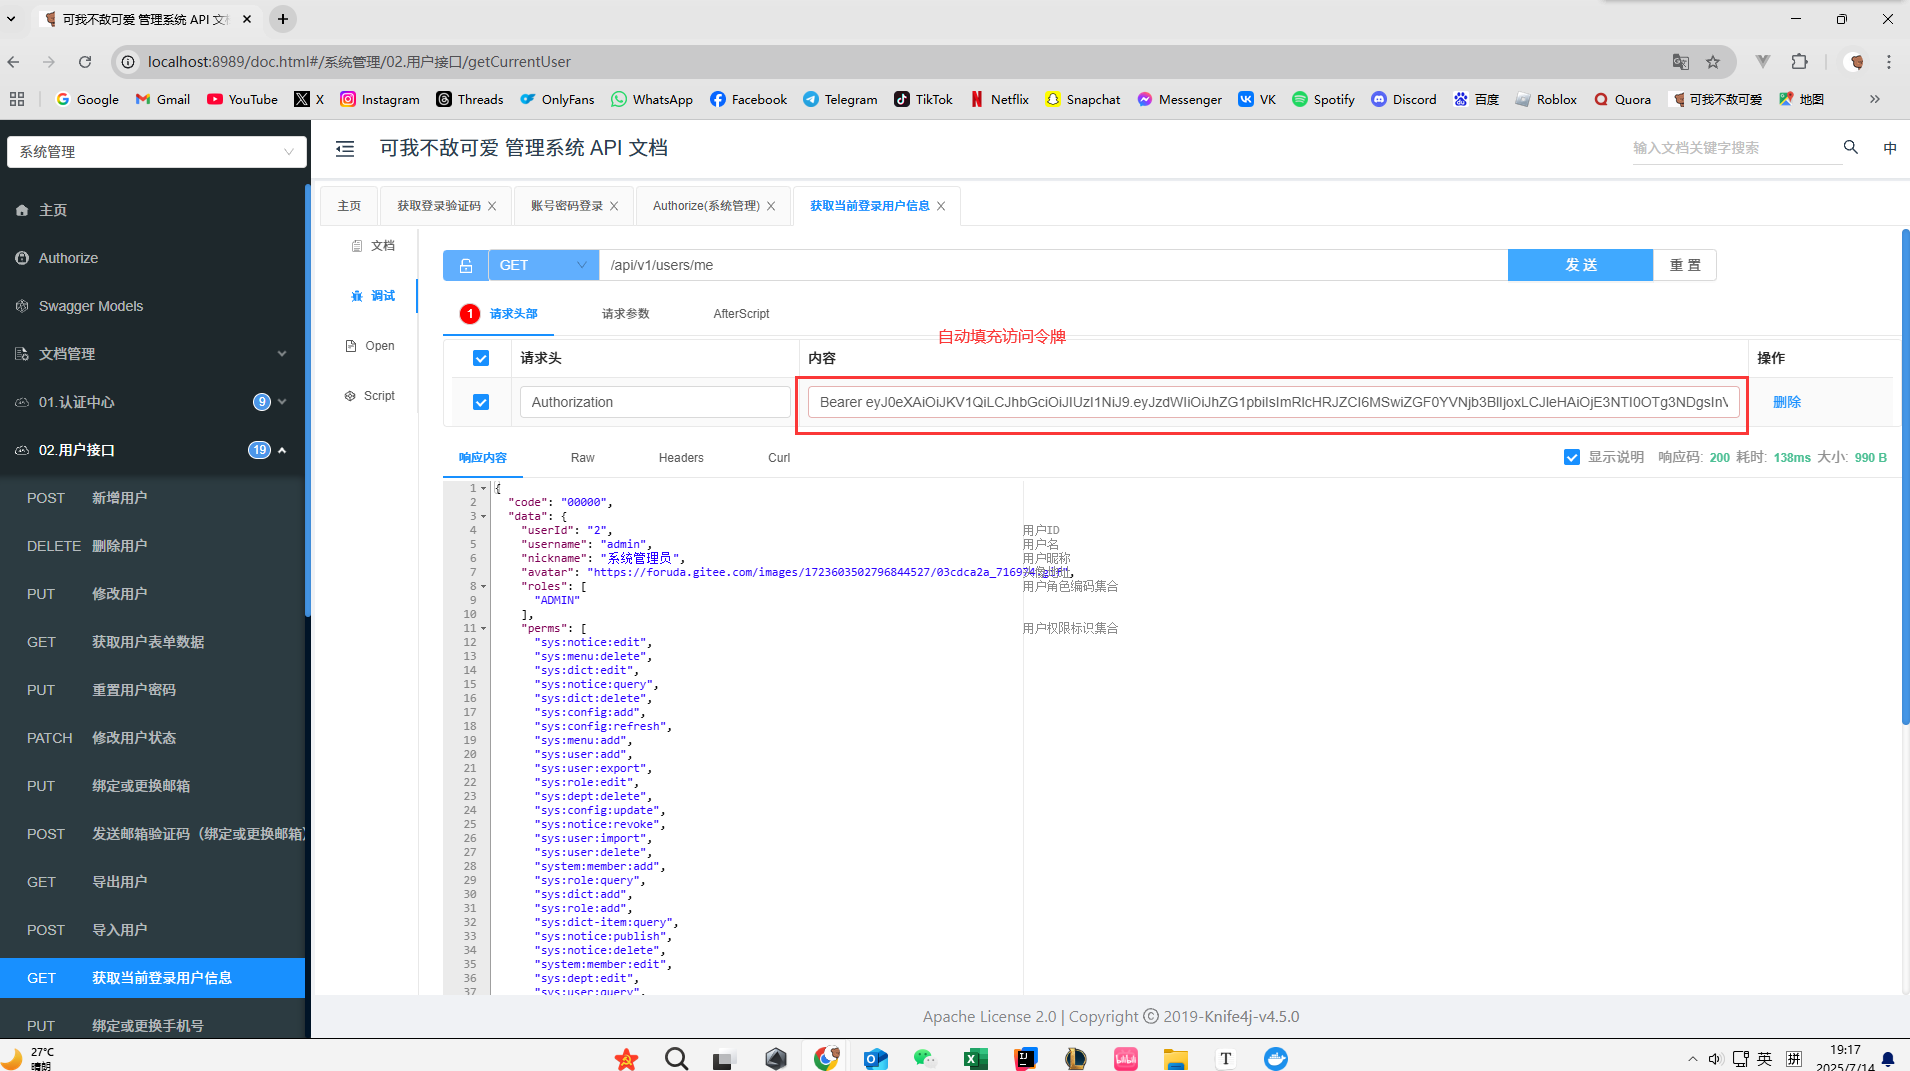 可我不敌可爱 管理系统 API 文档
localhost:8989/doc.html#/系统管理/02.用户接口/getCurrentUser
Google Gmail YouTube X Instagram Threads OnlyFans WhatsApp Facebook Telegram TikTok Netflix Snapchat Messenger VK Spotify Discord 百度 Roblox Quora 可我不敌可爱 地图
系统管理
主页
Authorize
Swagger Models
文档管理
01.认证中心 9
02.用户接口 19
POST 新增用户
DELETE 删除用户
PUT 修改用户
GET 获取用户表单数据
PUT 重置用户密码
PATCH 修改用户状态
PUT 绑定或更换邮箱
POST 发送邮箱验证码（绑定或更换邮箱）
GET 导出用户
POST 导入用户
GET 获取当前登录用户信息
PUT 绑定或更换手机号
可我不敌可爱 管理系统 API 文档
输入文档关键字搜索 中
主页 获取登录验证码 账号密码登录 Authorize(系统管理) 获取当前登录用户信息
文档
调试
Open
Script
GET /api/v1/users/me 发 送 重 置
1 请求头部 请求参数 AfterScript
自动填充访问令牌
请求头 内容 操作
Authorization Bearer eyJ0eXAiOiJKV1QiLCJhbGciOiJIUzI1NiJ9.eyJzdWIiOiJhZG1pbiIsImRlcHRJZCI6MSwiZGF0YVNjb3BlIjoxLCJleHAiOjE3NTI0OTg3NDgsInV 删除
响应内容 Raw Headers Curl
显示说明 响应码: 200 耗时: 138ms 大小: 990 B
1 {
2 "code": "00000",
3 "data": {
4 "userId": "2", 用户ID
5 "username": "admin", 用户名
6 "nickname": "系统管理员", 用户昵称
7 "avatar": "https://foruda.gitee.com/images/1723603502796844527/03cdca2a_716974.gif",
8 "roles": [ 用户角色编码集合
9 "ADMIN"
10 ],
11 "perms": [ 用户权限标识集合
12 "sys:notice:edit",
13 "sys:menu:delete",
14 "sys:dict:edit",
15 "sys:notice:query",
16 "sys:dict:delete",
17 "sys:config:add",
18 "sys:config:refresh",
19 "sys:menu:add",
20 "sys:user:add",
21 "sys:user:export",
22 "sys:role:edit",
23 "sys:dept:delete",
24 "sys:config:update",
25 "sys:notice:revoke",
26 "sys:user:import",
27 "sys:user:delete",
28 "system:member:add",
29 "sys:role:query",
30 "sys:dict:add",
31 "sys:role:add",
32 "sys:dict-item:query",
33 "sys:notice:publish",
34 "sys:notice:delete",
35 "system:member:edit",
36 "sys:dept:edit",
37 "sys:user:query",
Apache License 2.0 | Copyright © 2019-Knife4j-v4.5.0
27°C
晴朗
英 拼
19:17
2025/7/14